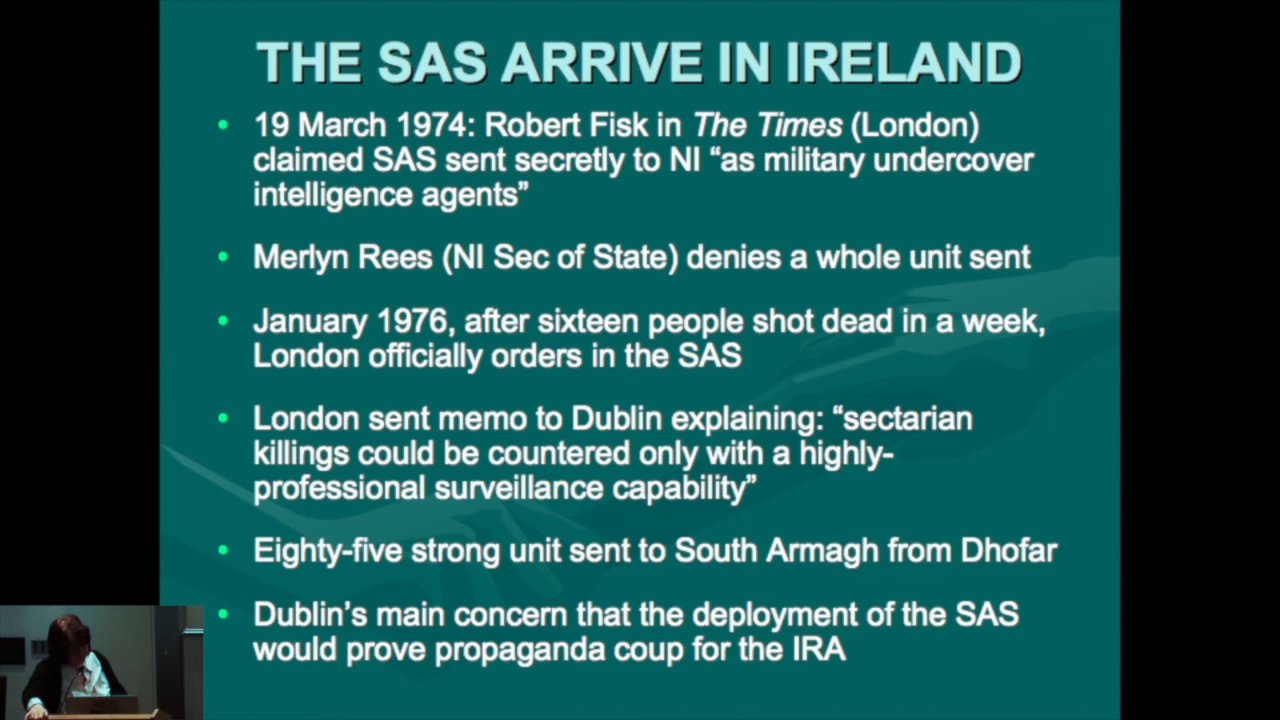 THE SAS ARRIVE IN IRELAND
• 19 March 1974: Robert Fisk in The Times (London)
claimed SAS sent secretly to NI “as military undercover
intelligence agents”
• Merlyn Rees (NI Sec of State) denies a whole unit sent
• January 1976, after sixteen people shot dead in a week,
London officially orders in the SAS
• London sent memo to Dublin explaining: “sectarian
killings could be countered only with a highly-
professional surveillance capability”
• Eighty-five strong unit sent to South Armagh from Dhofar
• Dublin’s main concern that the deployment of the SAS
would prove propaganda coup for the IRA